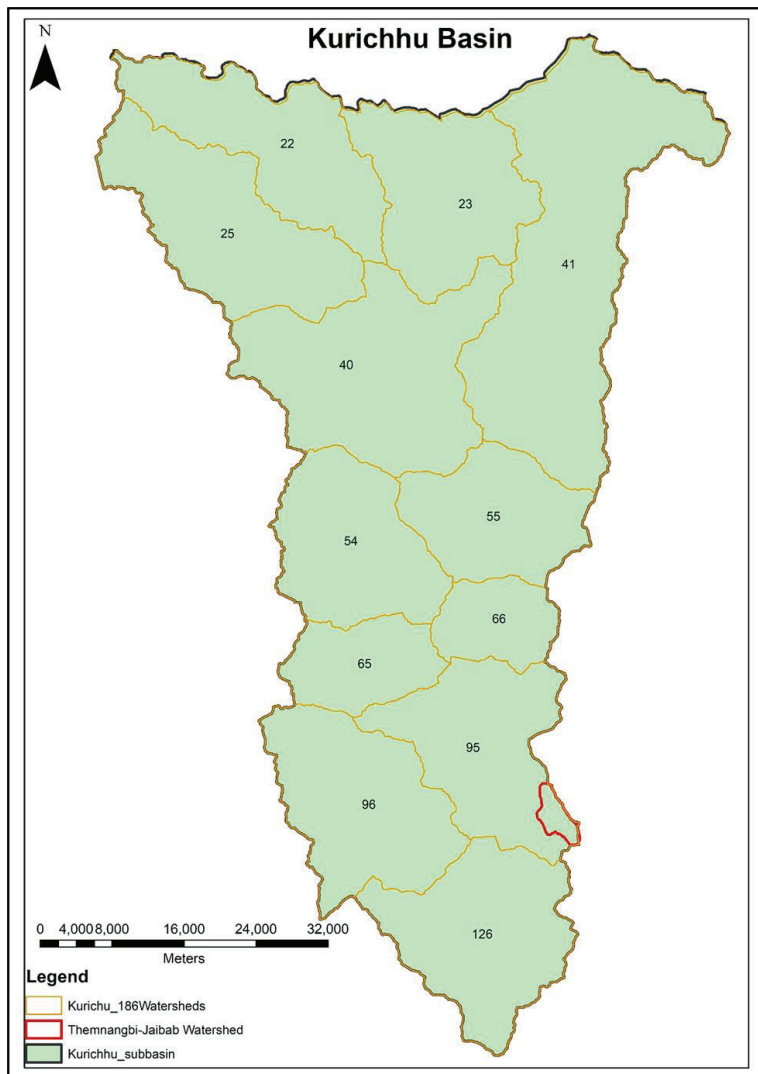 Kurichhu Basin
N
22
23
25
41
40
55
54
66
65
95
96
126
0 4,000 8,000 16,000 24,000 32,000
Meters
Legend
Kurichu_186Watersheds
Themnangbi-Jaibab Watershed
Kurichhu_subbasin